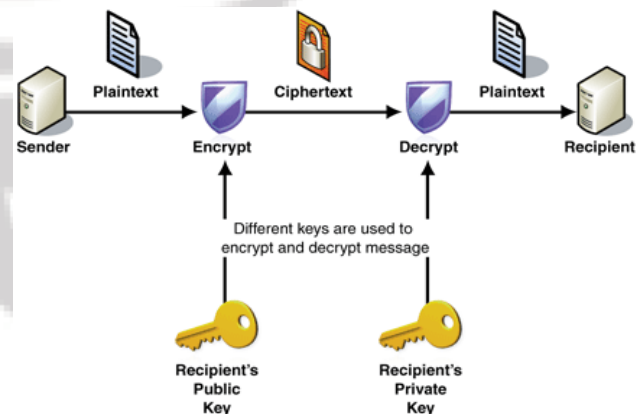 Plaintext
Ciphertext
Plaintext
Sender
Encrypt
Decrypt
Recipient
Different keys are used to
encrypt and decrypt message
Recipient's
Public
Key
Recipient's
Private
Key